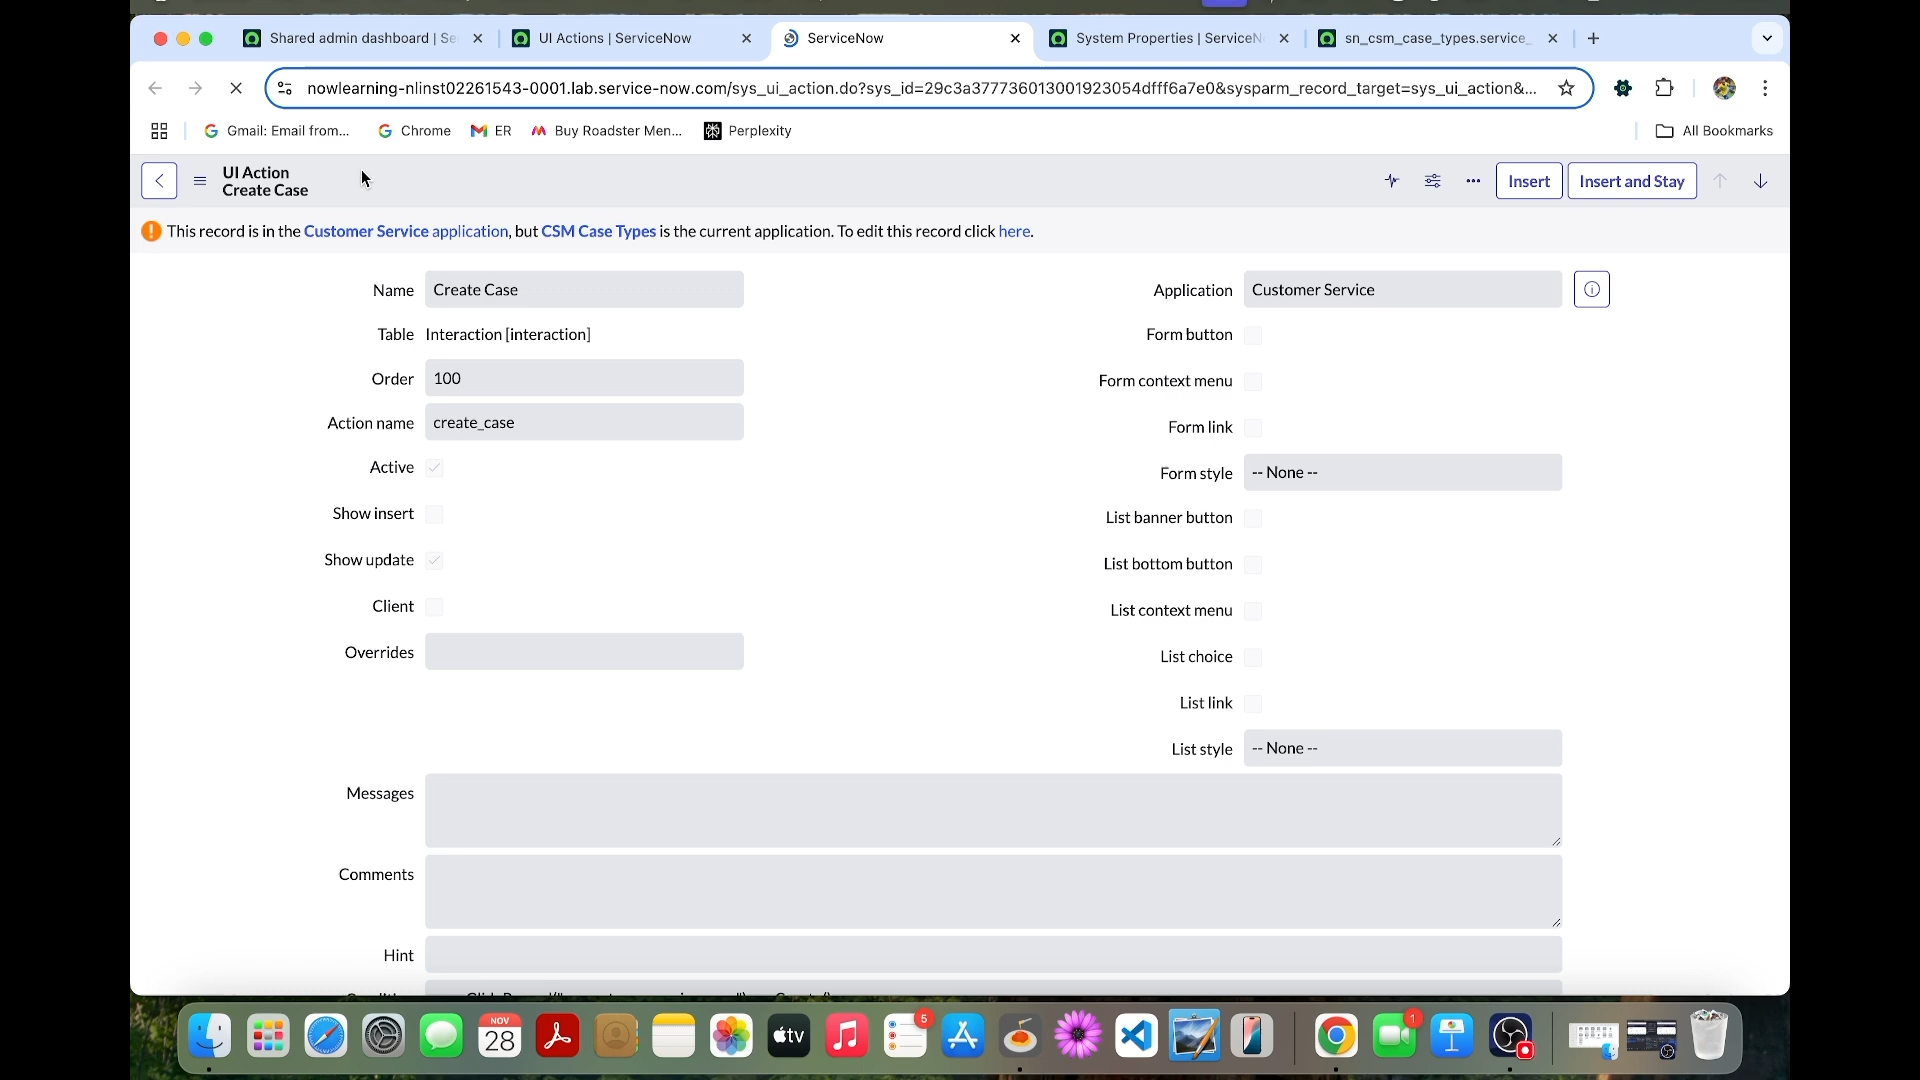 Shared admin dashboard | Se
UI Actions | ServiceNow
ServiceNow
System Properties | ServiceN
sn_csm_case_types.service_
nowlearning-nlinst02261543-0001.lab.service-now.com/sys_ui_action.do?sys_id=29c3a377736013001923054dfff6a7e0&sysparm_record_target=sys_ui_action&...
Gmail: Email from...
Chrome
ER
Buy Roadster Men...
Perplexity
All Bookmarks
UI Action
Create Case
Insert
Insert and Stay
This record is in the Customer Service application, but CSM Case Types is the current application. To edit this record click here.
Name
Create Case
Application
Customer Service
Table
Interaction [interaction]
Form button
Order
100
Form context menu
Action name
create_case
Form link
Active
Form style
-- None --
Show insert
List banner button
Show update
List bottom button
Client
List context menu
Overrides
List choice
List link
List style
-- None --
Messages
Comments
Hint
NOV
28
tv
5
1